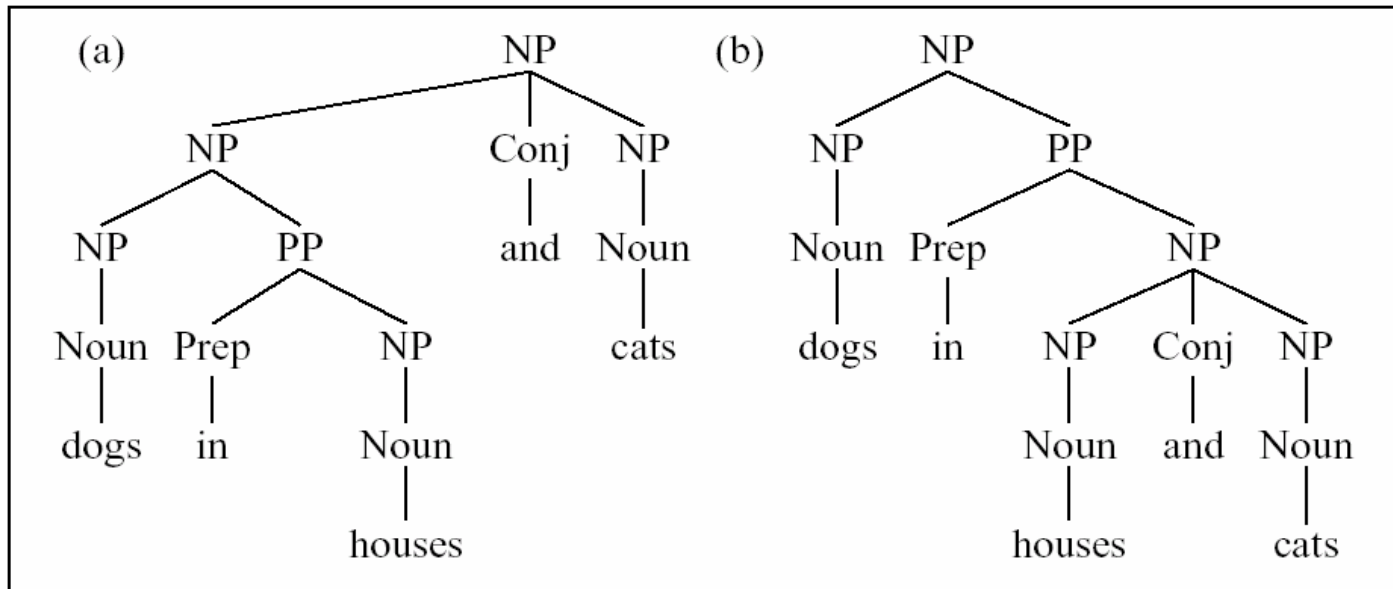 (a) NP (b) NP
NP Conj NP NP PP
NP PP and Noun Noun Prep NP
Noun Prep NP cats dogs in NP Conj NP
dogs in Noun Noun and Noun
houses houses cats